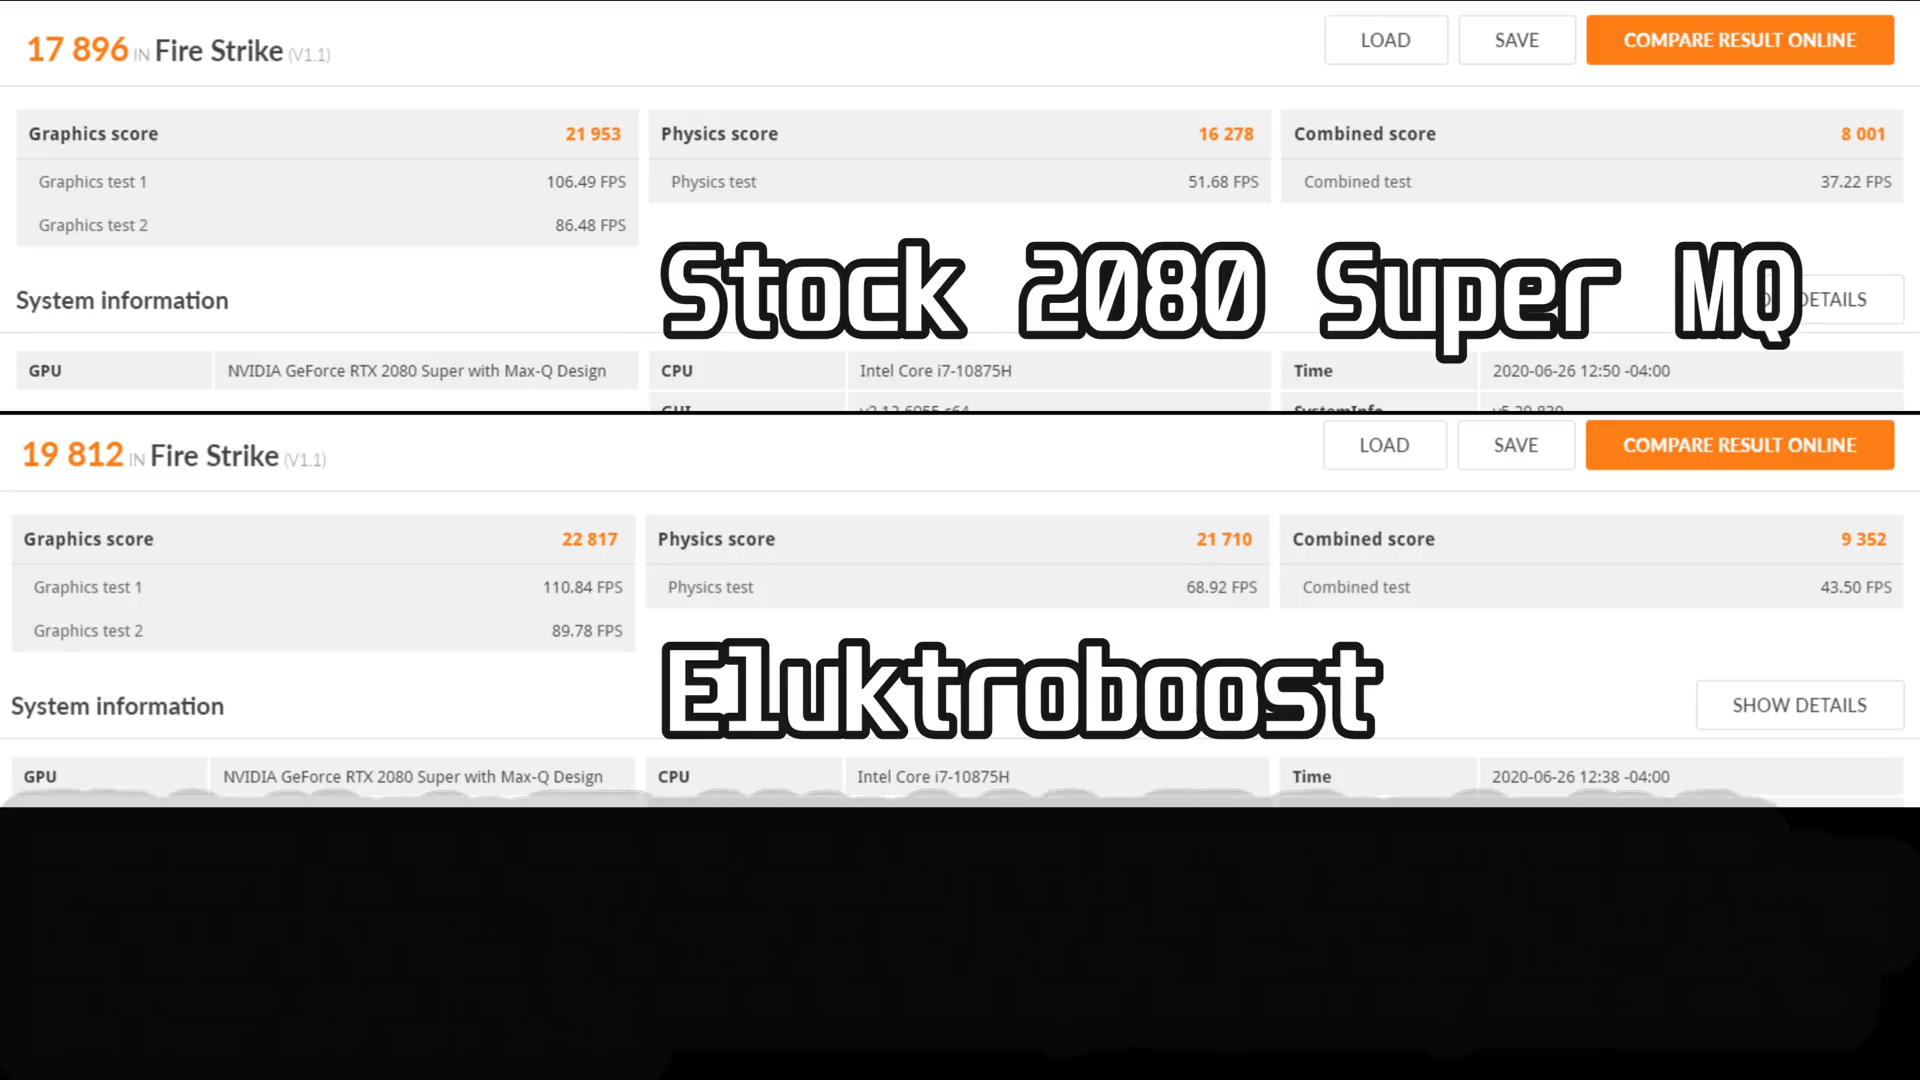 17 896 IN Fire Strike (V1.1)
LOAD SAVE COMPARE RESULT ONLINE
Graphics score 21 953
Graphics test 1 106.49 FPS
Graphics test 2 86.48 FPS
Physics score 16 278
Physics test 51.68 FPS
Combined score 8 001
Combined test 37.22 FPS
Stock 2080 Super MQ
System information
DETAILS
GPU NVIDIA GeForce RTX 2080 Super with Max-Q Design
CPU Intel Core i7-10875H
Time 2020-06-26 12:50 -04:00
19 812 IN Fire Strike (V1.1)
LOAD SAVE COMPARE RESULT ONLINE
Graphics score 22 817
Graphics test 1 110.84 FPS
Graphics test 2 89.78 FPS
Physics score 21 710
Physics test 68.92 FPS
Combined score 9 352
Combined test 43.50 FPS
Eluktroboost
System information
SHOW DETAILS
GPU NVIDIA GeForce RTX 2080 Super with Max-Q Design
CPU Intel Core i7-10875H
Time 2020-06-26 12:38 -04:00